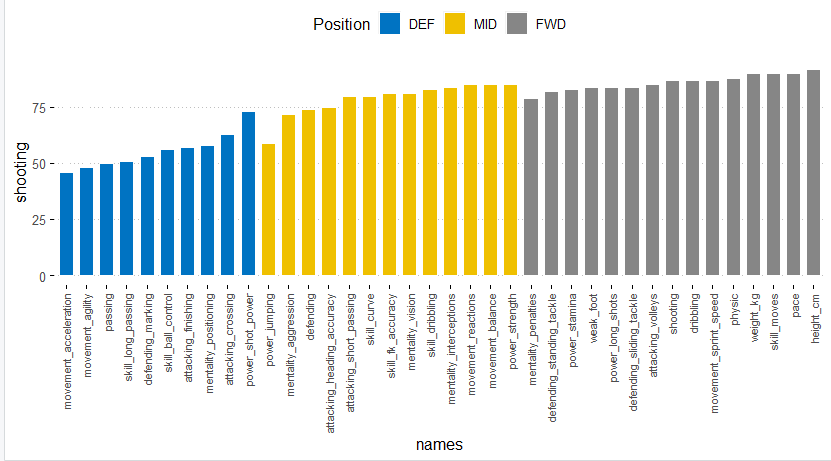 Position DEF MID FWD
shooting
75
50
25
0
movement_acceleration
movement_agility
passing
skill_long_passing
defending_marking
skill_ball_control
attacking_finishing
mentality_positioning
attacking_crossing
power_shot_power
power_jumping
mentality_aggression
defending
attacking_heading_accuracy
attacking_short_passing
skill_curve
skill_fk_accuracy
mentality_vision
skill_dribbling
mentality_interceptions
movement_reactions
movement_balance
power_strength
mentality_penalties
defending_standing_tackle
power_stamina
weak_foot
power_long_shots
defending_sliding_tackle
attacking_volleys
shooting
dribbling
movement_sprint_speed
physic
weight_kg
skill_moves
pace
height_cm
names